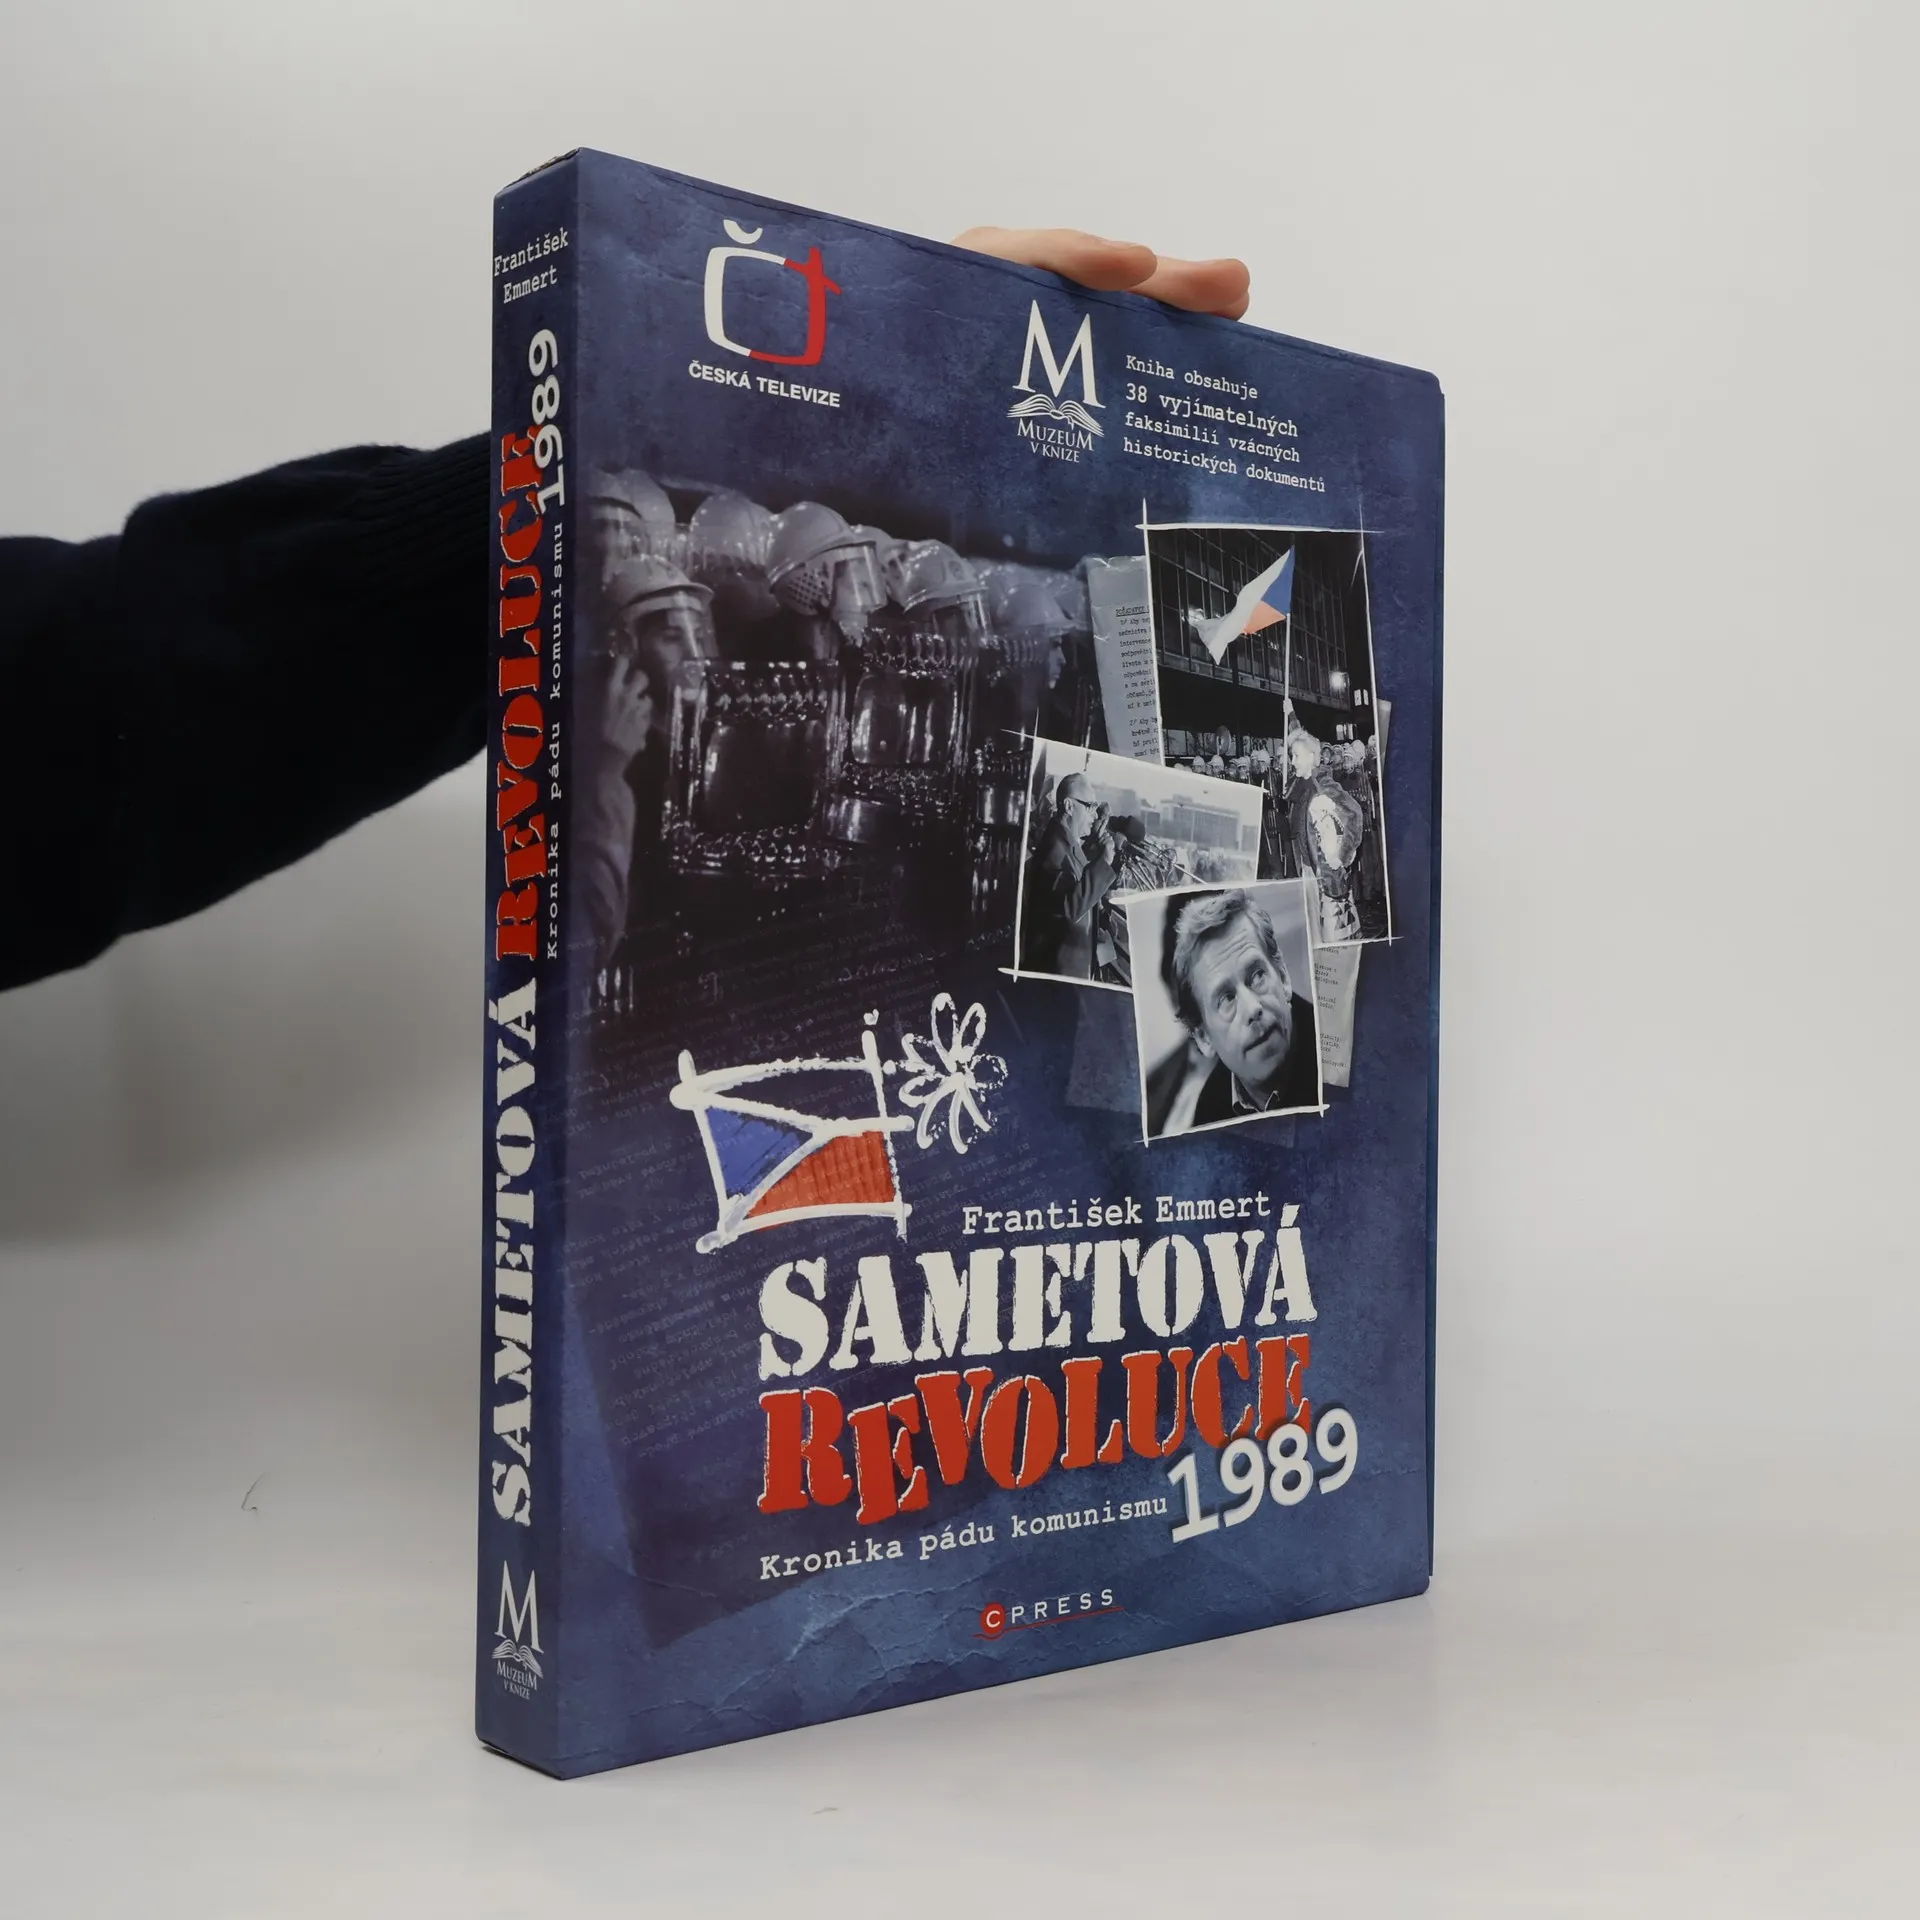 František
Emmert
SAMETOVÁ REVOLUCE 1989
Kronika pádu komunismu
M
MUZEUM
V KNIZE
ČESKÁ TELEVIZE
M
MUZEUM
V KNIZE
Kniha obsahuje
38 vyjímatelných
faksimilií vzácných
historických dokumentů
František Emmert
SAMETOVÁ
REVOLUCE
1989
Kronika pádu komunismu
CPRESS